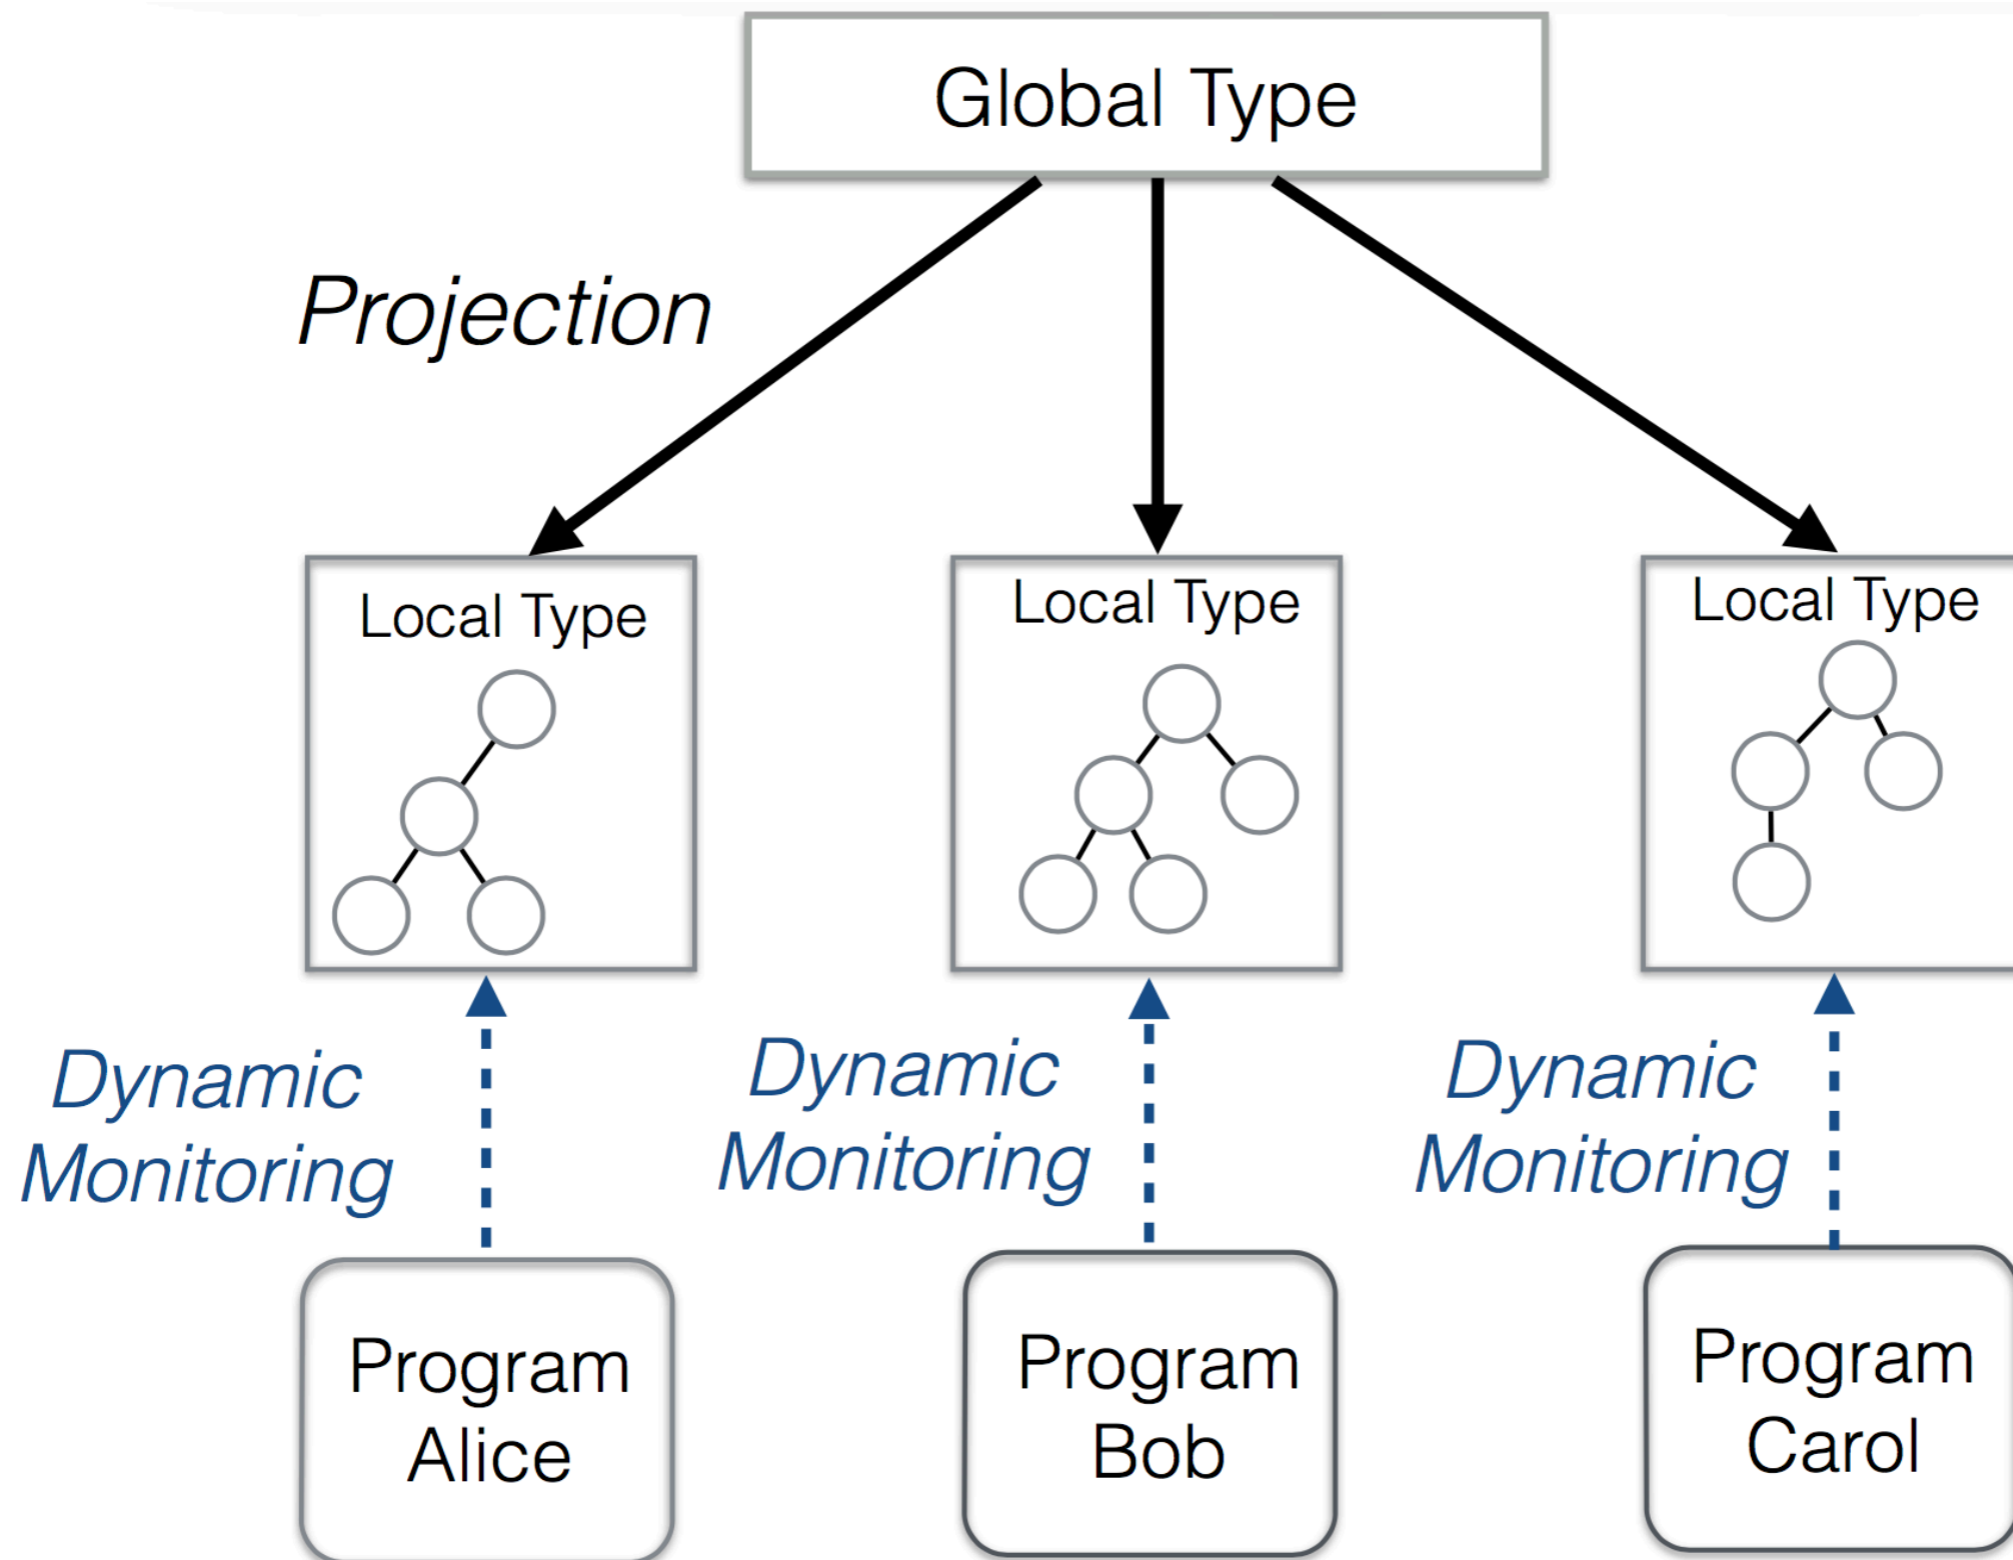 Global Type
Projection
Local Type
Local Type
Local Type
Dynamic
Monitoring
Dynamic
Monitoring
Dynamic
Monitoring
Program
Alice
Program
Bob
Program
Carol